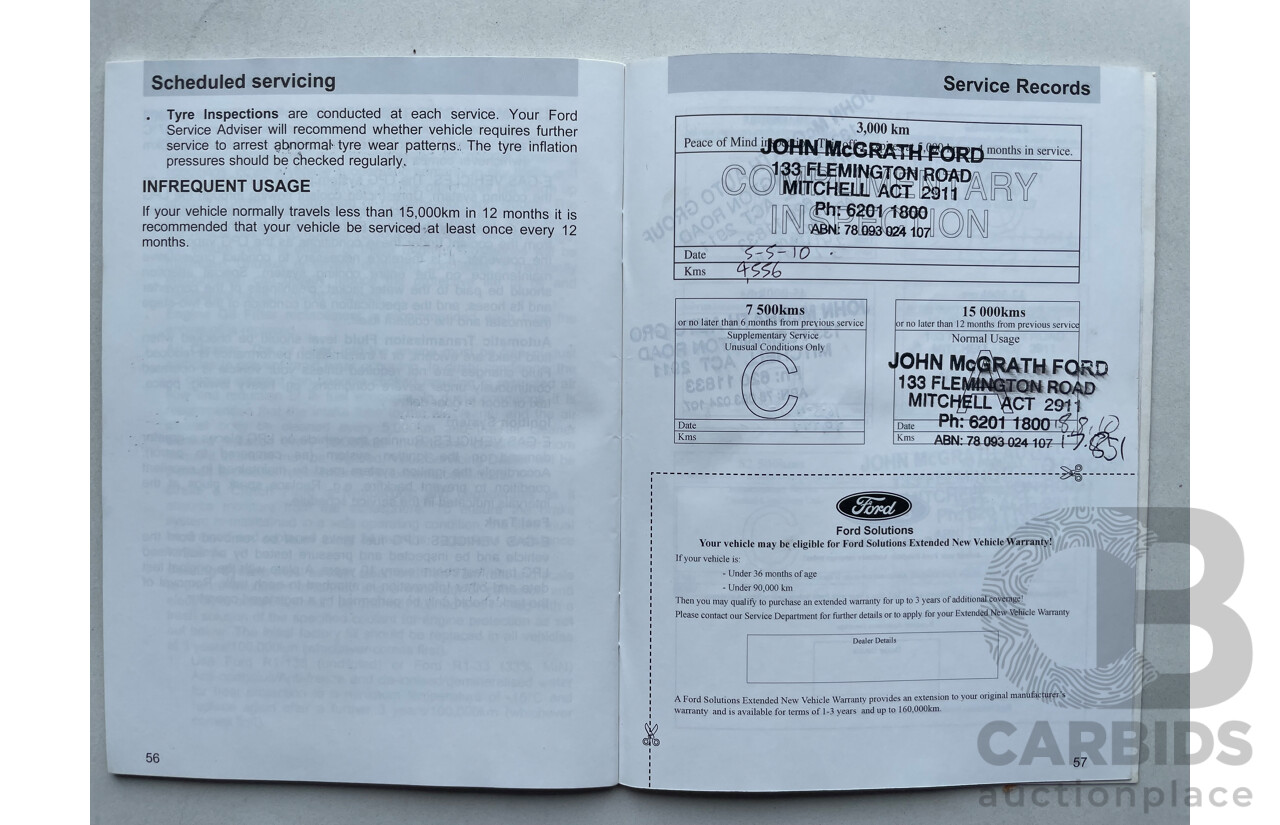 Scheduled servicing
. Tyre Inspections are conducted at each service. Your Ford
Service Adviser will recommend whether vehicle requires further
service to arrest abnormal tyre wear patterns. The tyre inflation
pressures should be checked regularly.
INFREQUENT USAGE
If your vehicle normally travels less than 15,000km in 12 months it is
recommended that your vehicle be serviced at least once every 12
months.
56
Service Records
3,000 km
Peace of Mind months in service.
COMPLIMENTARY
INSPECTION
JOHN McGRATH FORD
133 FLEMINGTON ROAD
MITCHELL ACT 2911
Ph: 6201 1800
ABN: 78 093 024 107
Date 5-5-10
Kms 4556
7 500kms
or no later than 6 months from previous service
Supplementary Service
Unusual Conditions Only
C
Date
Kms
15 000kms
or no later than 12 months from previous service
Normal Usage
A
JOHN McGRATH FORD
133 FLEMINGTON ROAD
MITCHELL ACT 2911
Ph: 6201 1800
ABN: 78 093 024 107
Date
Kms
Ford
Ford Solutions
Your vehicle may be eligible for Ford Solutions Extended New Vehicle Warranty!
If your vehicle is:
- Under 36 months of age
- Under 90,000 km
Then you may qualify to purchase an extended warranty for up to 3 years of additional coverage!
Please contact our Service Department for further details or to apply for your Extended New Vehicle Warranty
Dealer Details
A Ford Solutions Extended New Vehicle Warranty provides an extension to your original manufacturer's
warranty and is available for terms of 1-3 years and up to 160,000km.
57
CARBIDS
auctionplace